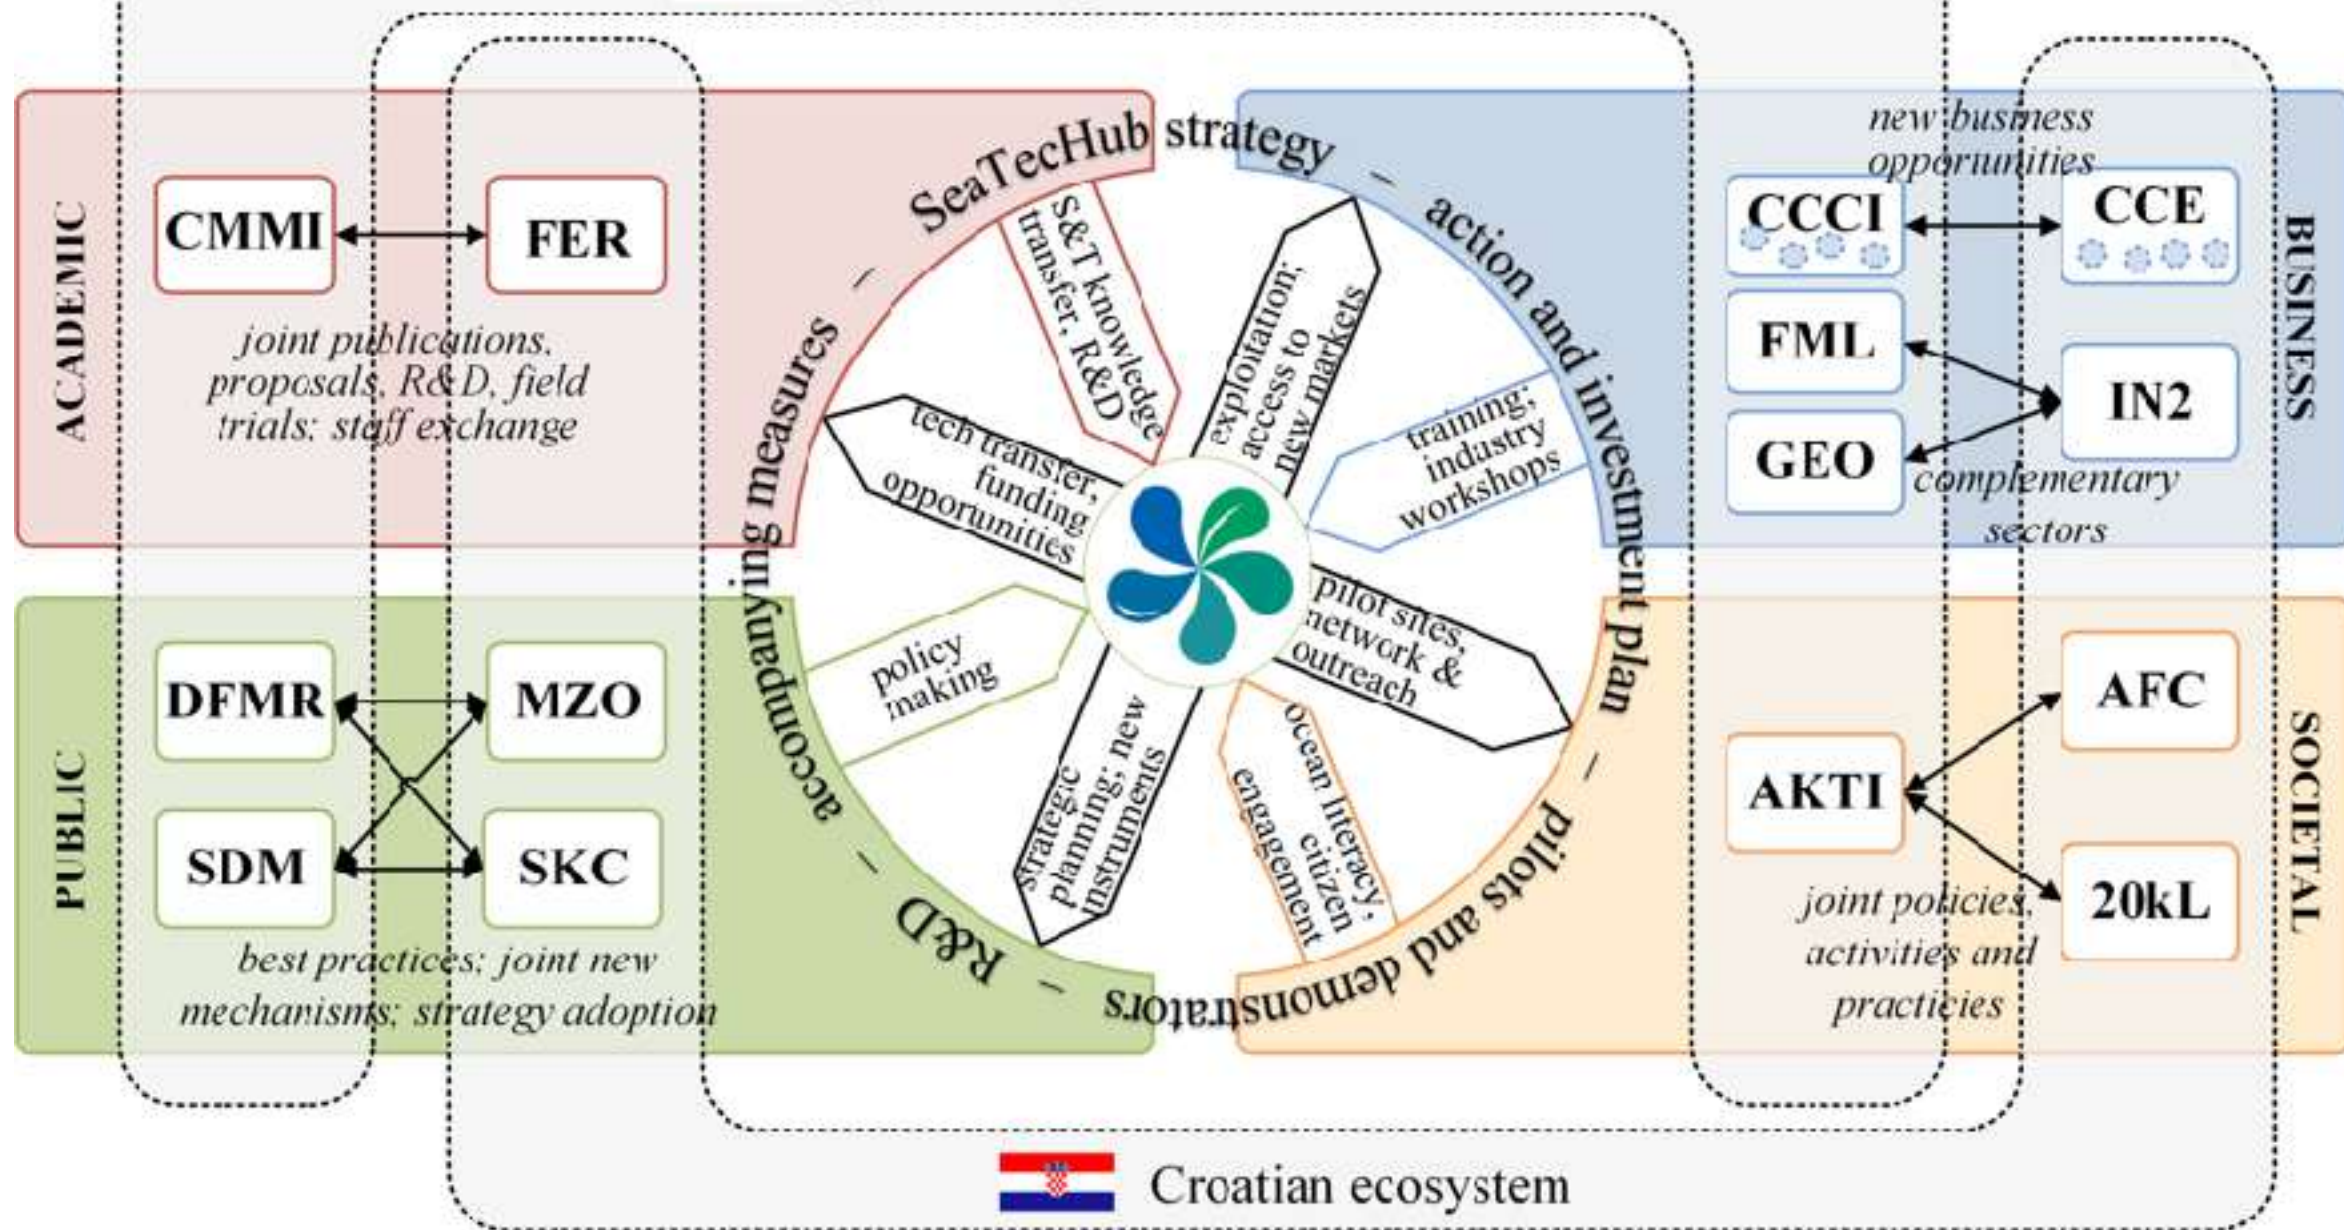 ACADEMIC
CMMI
FER
joint publications,
proposals, R&D, field
trials; staff exchange
PUBLIC
DFMR
MZO
SDM
SKC
best practices; joint new
mechanisms; strategy adoption
SeaTecHub strategy – action and investment plan – pilots and demonstrators – R&D – accompanying measures –
S&T knowledge
transfer, R&D
exploitation;
access to
new markets
training;
industry
workshops
pilot sites,
network &
outreach
ocean literacy,
citizen
engagement
strategic
planning; new
instruments
policy
making
tech transfer,
funding
opportunities
new business
opportunities
CCCI
CCE
FML
IN2
GEO
complementary
sectors
BUSINESS
AFC
AKTI
20kL
joint policies,
activities and
practicies
SOCIETAL
Croatian ecosystem